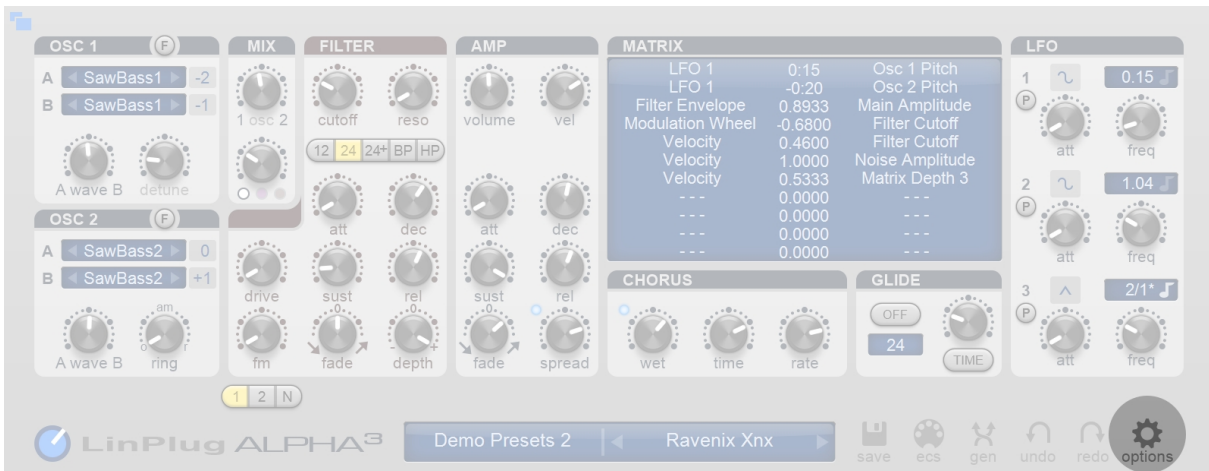 OSC 1 F
A SawBass1 -2
B SawBass1 -1
A wave B detune
OSC 2 F
A SawBass2 0
B SawBass2 +1
am
o r
A wave B ring
MIX
1 osc 2
FILTER
cutoff reso
12 24 24+ BP HP
att dec
drive sust rel
0 0
- +
fm fade depth
1 2 N
AMP
volume vel
att dec
sust rel
0
fade spread
MATRIX
LFO 1 0:15 Osc 1 Pitch
LFO 1 -0:20 Osc 2 Pitch
Filter Envelope 0.8933 Main Amplitude
Modulation Wheel -0.6800 Filter Cutoff
Velocity 0.4600 Filter Cutoff
Velocity 1.0000 Noise Amplitude
Velocity 0.5333 Matrix Depth 3
- - - 0.0000 - - -
- - - 0.0000 - - -
- - - 0.0000 - - -
- - - 0.0000 - - -
CHORUS
wet time rate
GLIDE
OFF
24
TIME
LFO
1 0.15
P
att freq
2 1.04
P
att freq
3 2/1*
P
att freq
LinPlug ALPHA3
Demo Presets 2 Ravenix Xnx
save ecs gen undo redo options